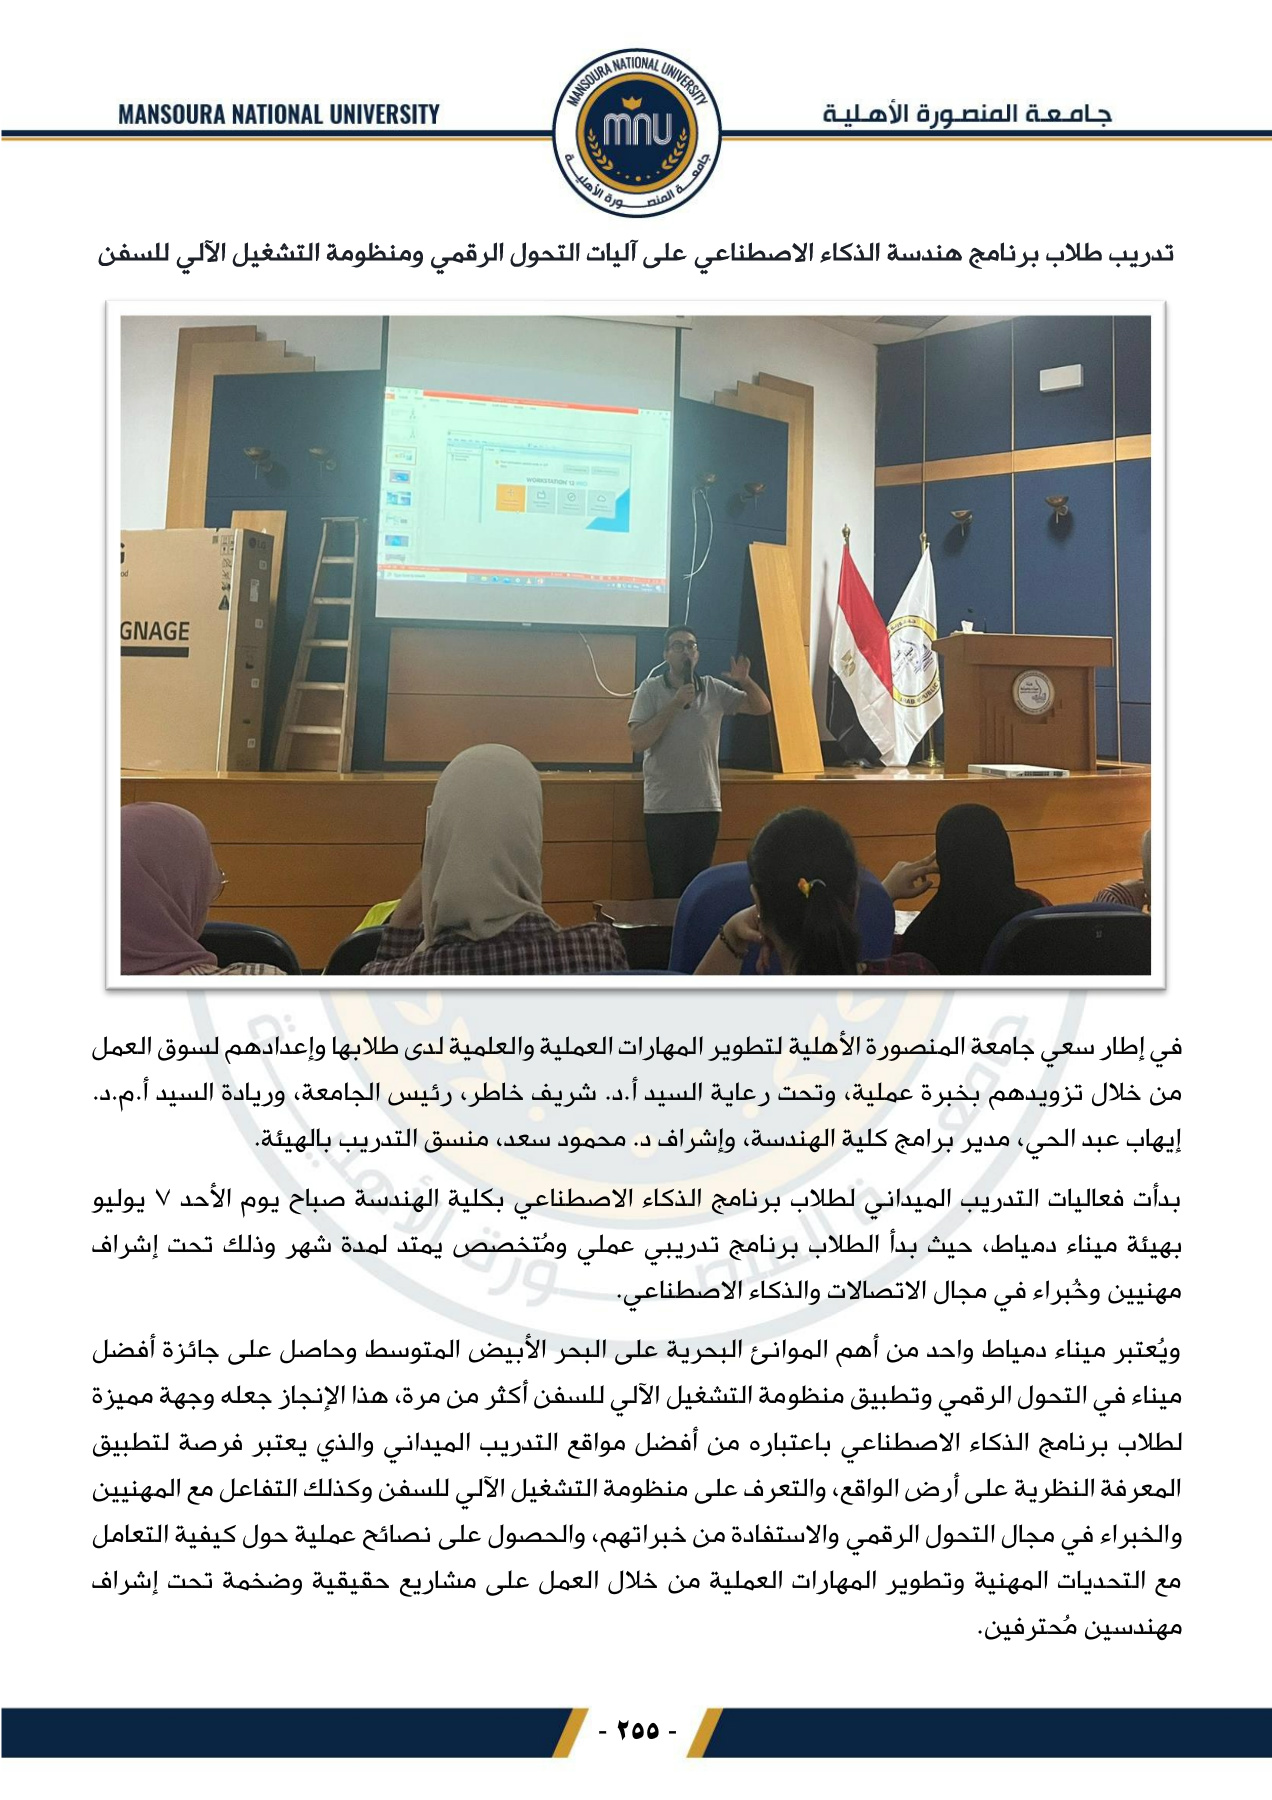 MANSOURA NATIONAL UNIVERSITY
جامعة المنصورة الأهلية
MANSOURA NATIONAL UNIVERSITY
mnu
جامعة المنصورة الأهلية
تدريب طلاب برنامج هندسة الذكاء الاصطناعي على آليات التحول الرقمي ومنظومة التشغيل الآلي للسفن
WORKSTATION 12 PRO
LG
GNAGE
في إطار سعي جامعة المنصورة الأهلية لتطوير المهارات العملية والعلمية لدى طلابها وإعدادهم لسوق العمل
من خلال تزويدهم بخبرة عملية، وتحت رعاية السيد أ.د. شريف خاطر، رئيس الجامعة، وريادة السيد أ.م.د.
إيهاب عبد الحي، مدير برامج كلية الهندسة، وإشراف د. محمود سعد، منسق التدريب بالهيئة.
بدأت فعاليات التدريب الميداني لطلاب برنامج الذكاء الاصطناعي بكلية الهندسة صباح يوم الأحد ٧ يوليو
بهيئة ميناء دمياط، حيث بدأ الطلاب برنامج تدريبي عملي ومُتخصص يمتد لمدة شهر وذلك تحت إشراف
مهنيين وخُبراء في مجال الاتصالات والذكاء الاصطناعي.
ويُعتبر ميناء دمياط واحد من أهم الموانئ البحرية على البحر الأبيض المتوسط وحاصل على جائزة أفضل
ميناء في التحول الرقمي وتطبيق منظومة التشغيل الآلي للسفن أكثر من مرة، هذا الإنجاز جعله وجهة مميزة
لطلاب برنامج الذكاء الاصطناعي باعتباره من أفضل مواقع التدريب الميداني والذي يعتبر فرصة لتطبيق
المعرفة النظرية على أرض الواقع، والتعرف على منظومة التشغيل الآلي للسفن وكذلك التفاعل مع المهنيين
والخبراء في مجال التحول الرقمي والاستفادة من خبراتهم، والحصول على نصائح عملية حول كيفية التعامل
مع التحديات المهنية وتطوير المهارات العملية من خلال العمل على مشاريع حقيقية وضخمة تحت إشراف
مهندسين مُحترفين.
- ٢٥٥ -